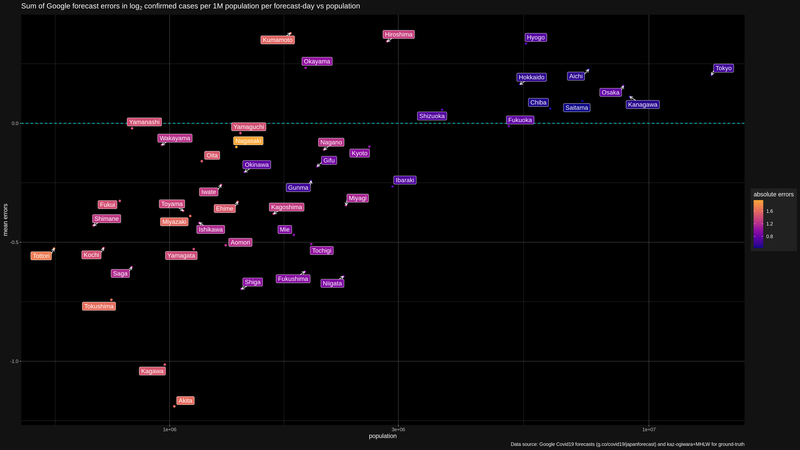 Sum of Google forecast errors in log₂ confirmed cases per 1M population per forecast-day vs population
Kumamoto
Hiroshima
Hyogo
Okayama
Tokyo
Hokkaido
Aichi
Osaka
Chiba
Kanagawa
Saitama
Shizuoka
Fukuoka
0.0
Yamanashi
Yamaguchi
Wakayama
Nagasaki
Nagano
Oita
Kyoto
Gifu
Okinawa
Gunma
Ibaraki
Iwate
Miyagi
Fukui
Toyama
Ehime
Kagoshima
Shimane
Miyazaki
Ishikawa
Mie
-0.5
Aomori
Tochigi
Tottori
Kochi
Yamagata
Saga
Shiga
Fukushima
Niigata
Tokushima
-1.0
Kagawa
Akita
mean errors
1e+06
3e+06
1e+07
population
absolute errors
1.6
1.2
0.8
Data source: Google Covid19 forecasts (g.co/covid19/japanforecast) and kaz-ogiwara+MHLW for ground-truth